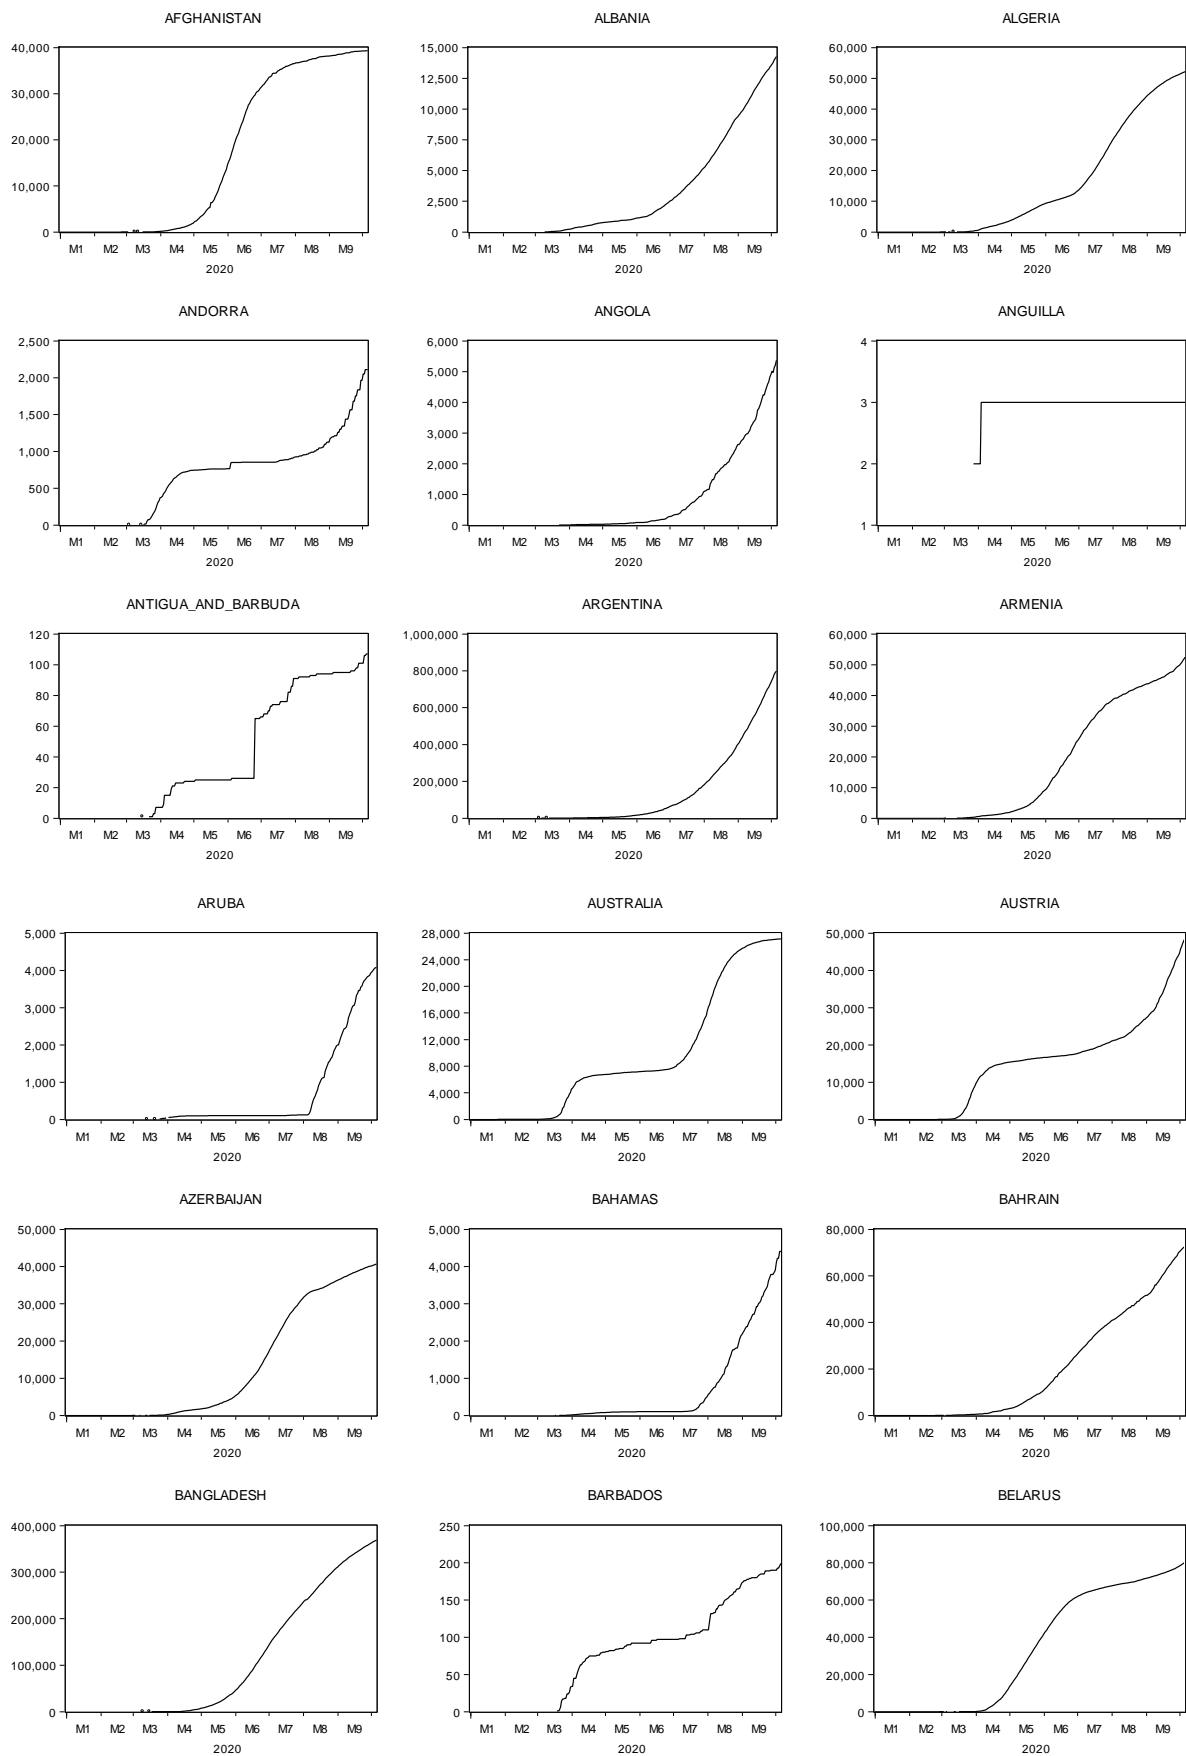 AFGHANISTAN ALBANIA ALGERIA
40,000 15,000 60,000
12,500 50,000
30,000
10,000 40,000
20,000 7,500 30,000
5,000 20,000
10,000
2,500 10,000
0 0 0
M1 M2 M3 M4 M5 M6 M7 M8 M9 M1 M2 M3 M4 M5 M6 M7 M8 M9 M1 M2 M3 M4 M5 M6 M7 M8 M9
2020 2020 2020
ANDORRA ANGOLA ANGUILLA
2,500 6,000 4
5,000
2,000
4,000
1,500 3
3,000
1,000
2,000 2
500
1,000
0 0 1
M1 M2 M3 M4 M5 M6 M7 M8 M9 M1 M2 M3 M4 M5 M6 M7 M8 M9 M1 M2 M3 M4 M5 M6 M7 M8 M9
2020 2020 2020
ANTIGUA_AND_BARBUDA ARGENTINA ARMENIA
120 1,000,000 60,000
100 50,000
800,000
80 40,000
600,000
60 30,000
400,000
40 20,000
200,000
20 10,000
0 0 0
M1 M2 M3 M4 M5 M6 M7 M8 M9 M1 M2 M3 M4 M5 M6 M7 M8 M9 M1 M2 M3 M4 M5 M6 M7 M8 M9
2020 2020 2020
ARUBA AUSTRALIA AUSTRIA
5,000 28,000 50,000
24,000
4,000 40,000
20,000
3,000 16,000 30,000
2,000 12,000 20,000
8,000
1,000 10,000
4,000
0 0 0
M1 M2 M3 M4 M5 M6 M7 M8 M9 M1 M2 M3 M4 M5 M6 M7 M8 M9 M1 M2 M3 M4 M5 M6 M7 M8 M9
2020 2020 2020
AZERBAIJAN BAHAMAS BAHRAIN
50,000 5,000 80,000
40,000 4,000
60,000
30,000 3,000
40,000
20,000 2,000
20,000
10,000 1,000
0 0 0
M1 M2 M3 M4 M5 M6 M7 M8 M9 M1 M2 M3 M4 M5 M6 M7 M8 M9 M1 M2 M3 M4 M5 M6 M7 M8 M9
2020 2020 2020
BANGLADESH BARBADOS BELARUS
400,000 250 100,000
200 80,000
300,000
150 60,000
200,000
100 40,000
100,000
50 20,000
0 0 0
M1 M2 M3 M4 M5 M6 M7 M8 M9 M1 M2 M3 M4 M5 M6 M7 M8 M9 M1 M2 M3 M4 M5 M6 M7 M8 M9
2020 2020 2020